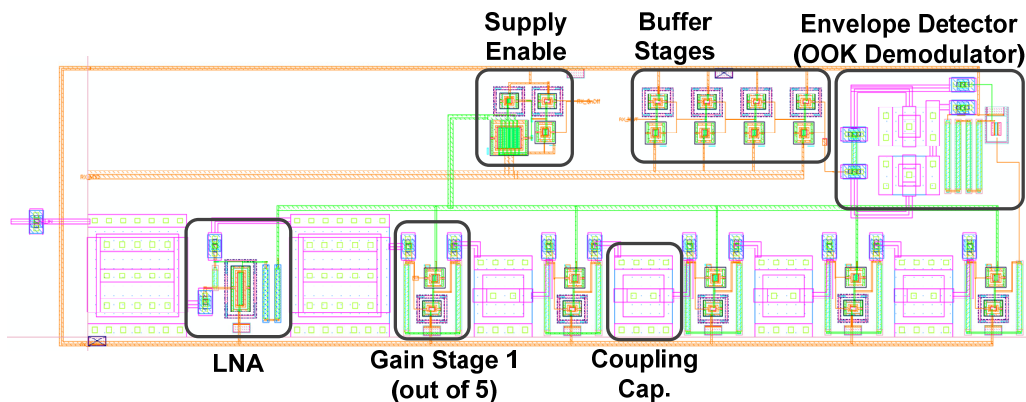 Supply
Enable
Buffer
Stages
Envelope Detector
(OOK Demodulator)
LNA
Gain Stage 1
(out of 5)
Coupling
Cap.